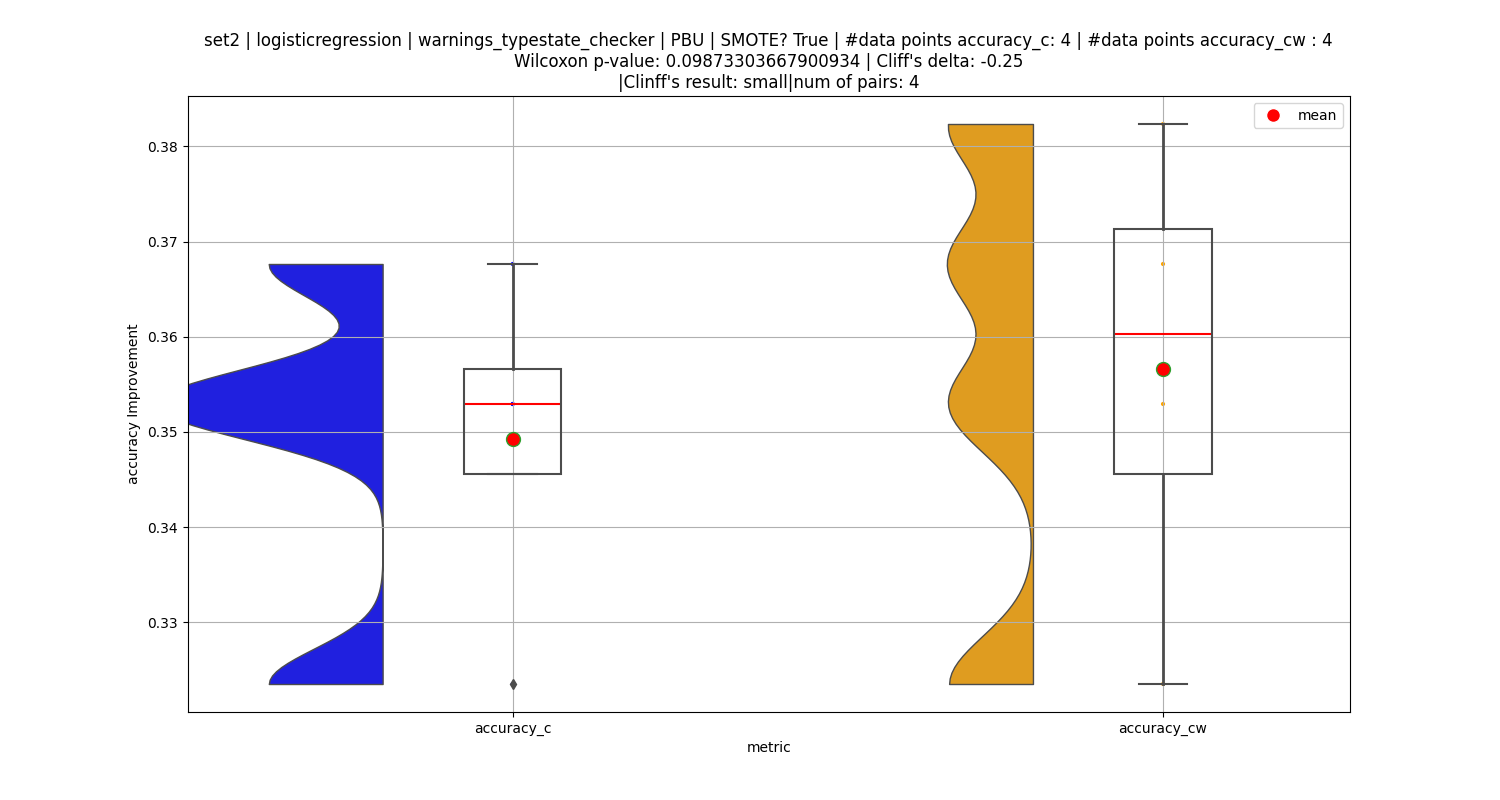 set2 | logisticregression | warnings_typestate_checker | PBU | SMOTE? True | #data points accuracy_c: 4 | #data points accuracy_cw : 4
Wilcoxon p-value: 0.09873303667900934 | Cliff's delta: -0.25
|Clinff's result: small|num of pairs: 4
mean
0.38
0.37
0.36
0.35
0.34
0.33
accuracy Improvement
accuracy_c
accuracy_cw
metric